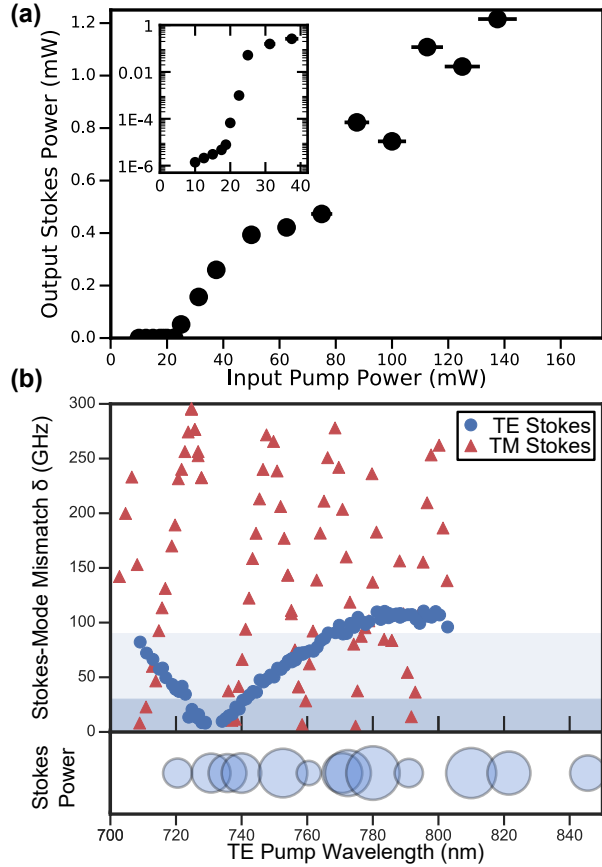 (a)
Output Stokes Power (mW)
1.2
1.0
0.8
0.6
0.4
0.2
0.0
1
0.01
1E-4
1E-6
0 10 20 30 40
0 20 40 60 80 100 120 140 160
Input Pump Power (mW)
(b)
Stokes-Mode Mismatch δ (GHz)
300
250
200
150
100
50
0
TE Stokes
TM Stokes
Stokes
Power
700 720 740 760 780 800 820 840
TE Pump Wavelength (nm)